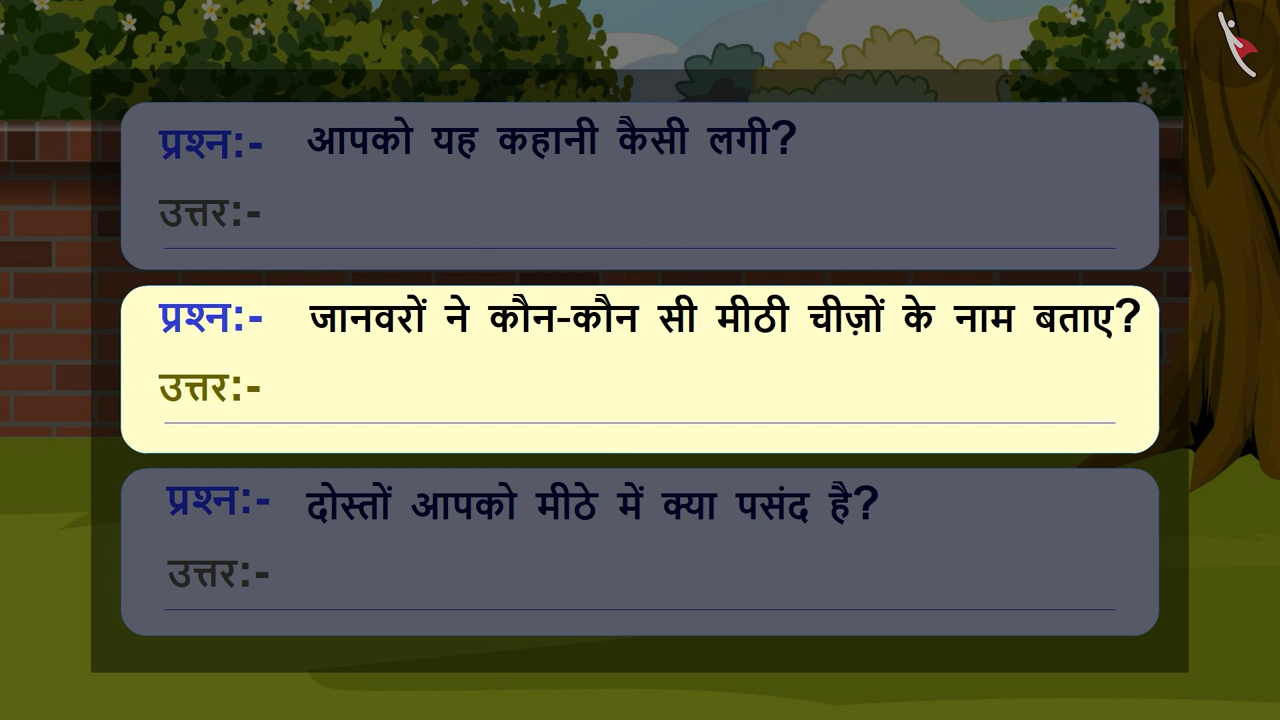 प्रश्न:- आपको यह कहानी कैसी लगी?
उत्तर:-
प्रश्न:- जानवरों ने कौन-कौन सी मीठी चीज़ों के नाम बताए?
उत्तर:-
प्रश्न:- दोस्तों आपको मीठे में क्या पसंद है?
उत्तर:-